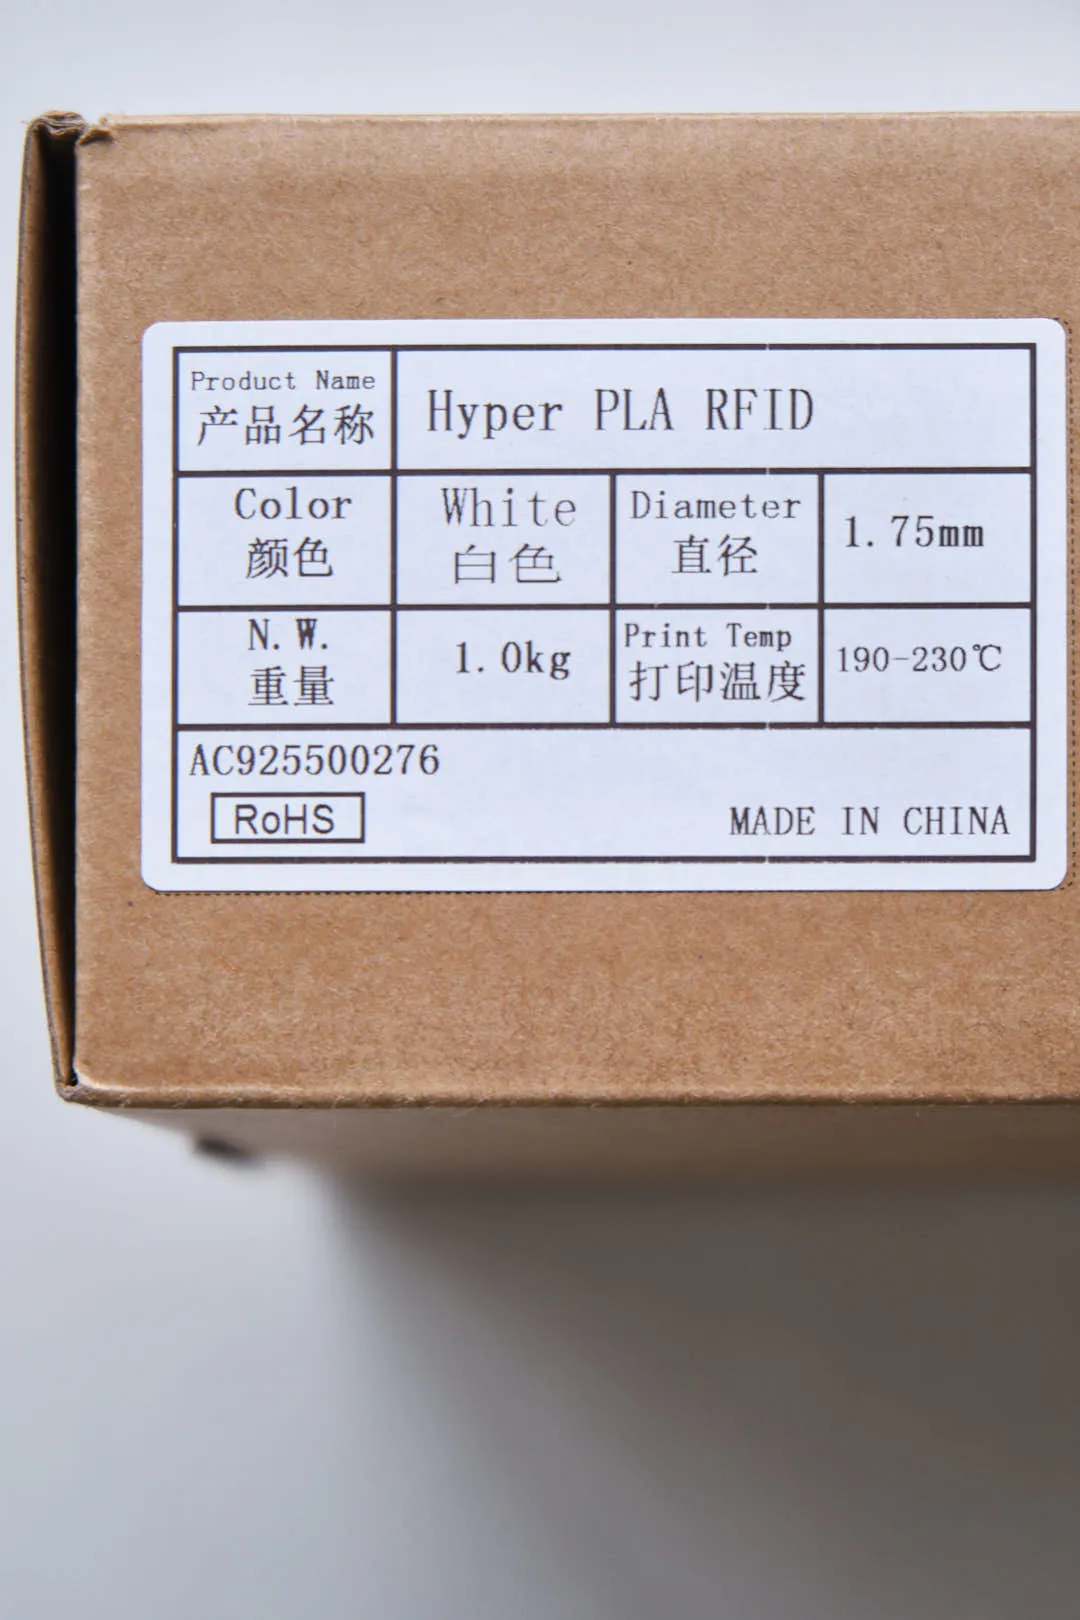 Product Name
产品名称
Hyper PLA RFID
Color
颜色
White
白色
Diameter
直径
1.75mm
N.W.
重量
1.0kg
Print Temp
打印温度
190-230℃
AC925500276
RoHS
MADE IN CHINA